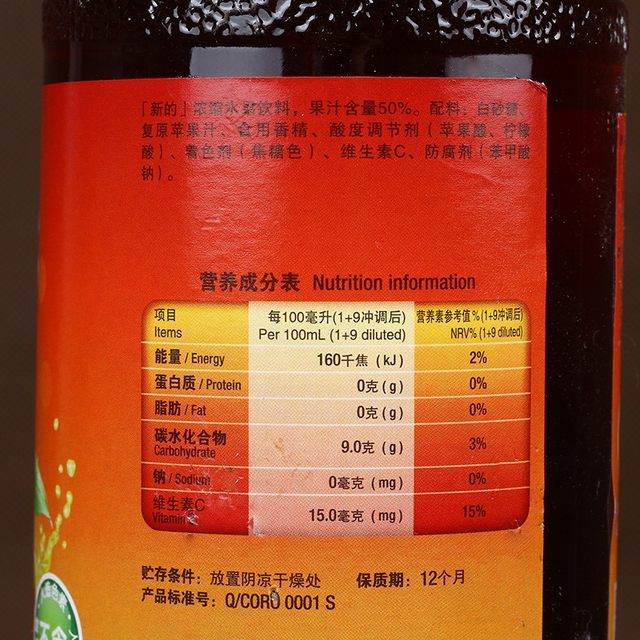 「新的」浓缩水果饮料，果汁含量50%。配料：白砂糖、
复原苹果汁、食用香精、酸度调节剂（苹果酸、柠檬
酸）、着色剂（焦糖色）、维生素C、防腐剂（苯甲酸
钠）。
营养成分表 Nutrition information
项目 每100毫升(1+9冲调后) 营养素参考值%(1+9冲调后)
Items Per 100mL (1+9 diluted) NRV% (1+9 diluted)
能量 / Energy 160千焦 (kJ) 2%
蛋白质 / Protein 0克 (g) 0%
脂肪 / Fat 0克 (g) 0%
碳水化合物 9.0克 (g) 3%
Carbohydrate
钠 / Sodium 0毫克 (mg) 0%
维生素C 15.0毫克 (mg) 15%
Vitamin C
贮存条件：放置阴凉干燥处 保质期：12个月
产品标准号：Q/CORO 0001 S